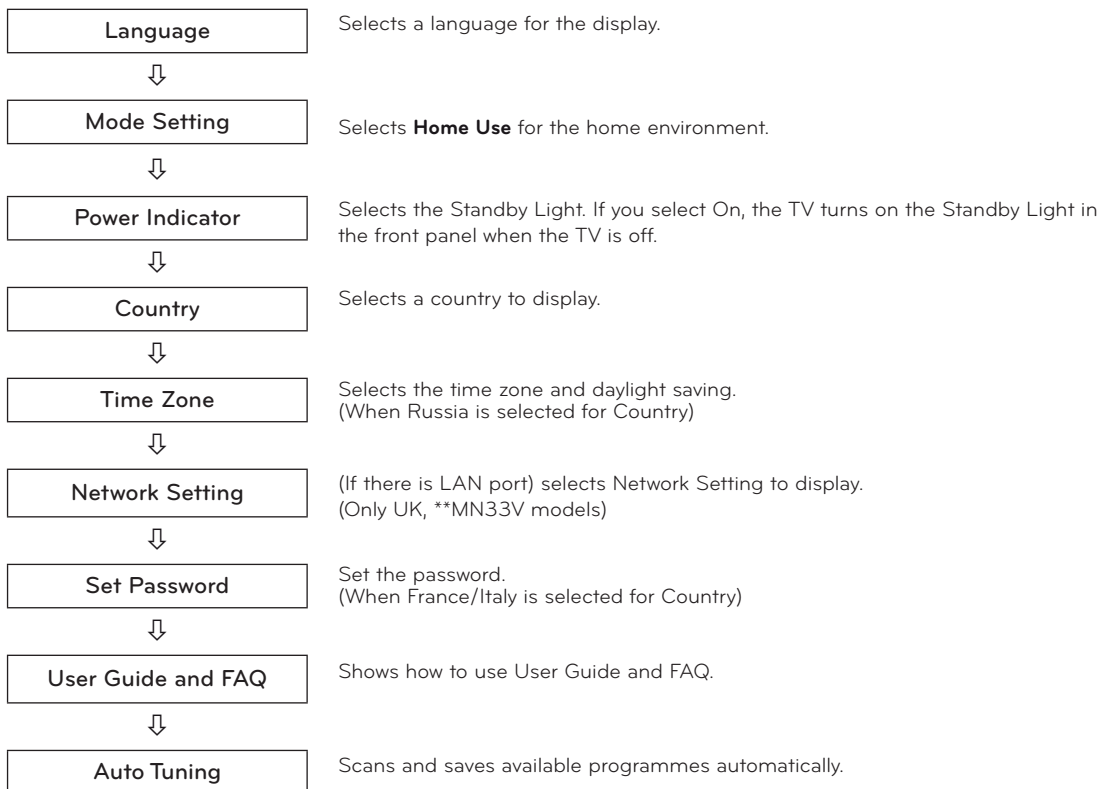 Language
Selects a language for the display.
Mode Setting
Selects Home Use for the home environment.
Power Indicator
Selects the Standby Light. If you select On, the TV turns on the Standby Light in
the front panel when the TV is off.
Country
Selects a country to display.
Time Zone
Selects the time zone and daylight saving.
(When Russia is selected for Country)
Network Setting
(If there is LAN port) selects Network Setting to display.
(Only UK, **MN33V models)
Set Password
Set the password.
(When France/Italy is selected for Country)
User Guide and FAQ
Shows how to use User Guide and FAQ.
Auto Tuning
Scans and saves available programmes automatically.